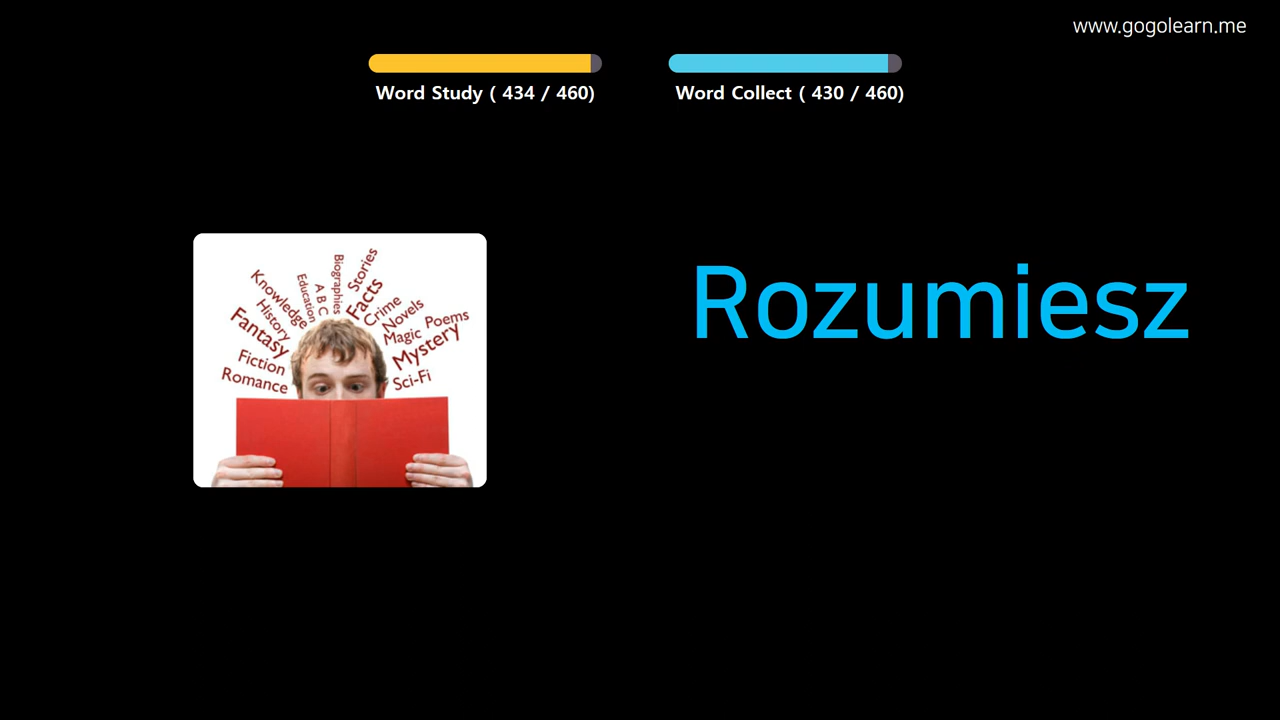 www.gogolearn.me
Word Study ( 434 / 460)
Word Collect ( 430 / 460)
Rozumiesz
Stories
Biographies
Facts
A B C
Education
Crime
Knowledge
Novels
History
Poems
Magic
Fantasy
Mystery
Fiction
Sci-Fi
Romance